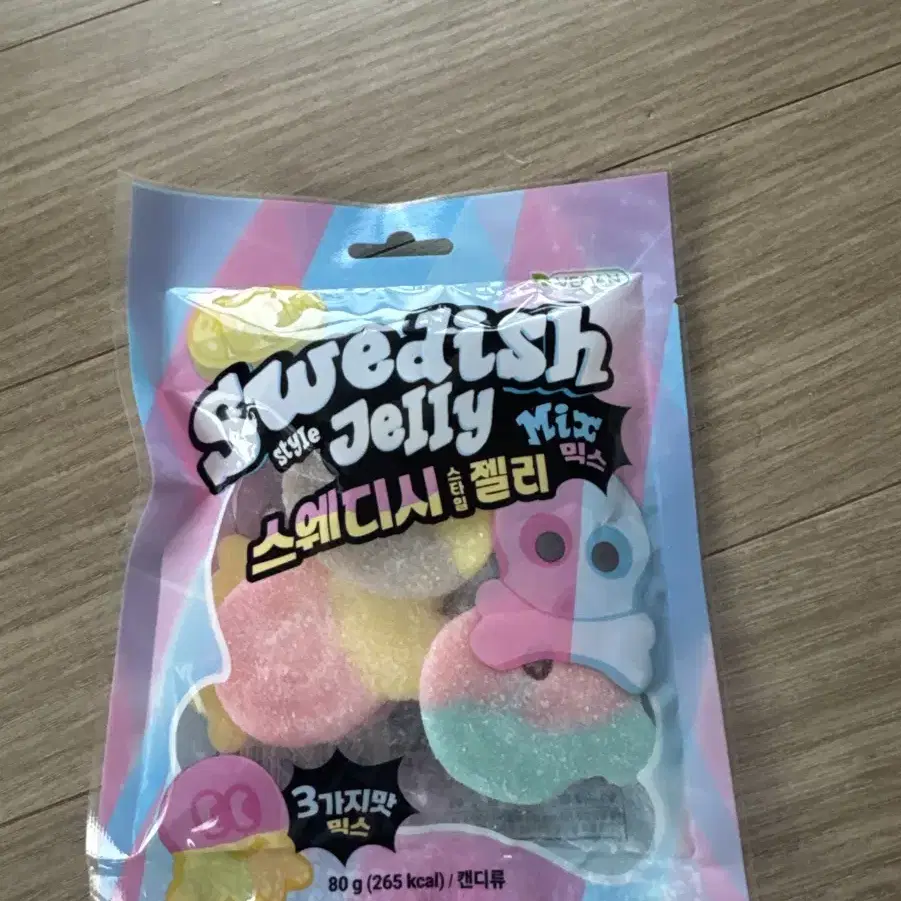 VEGAN
Swedish
style Jelly Mix
스웨디시 스타일 젤리 믹스
3가지맛
믹스
80 g (265 kcal) / 캔디류